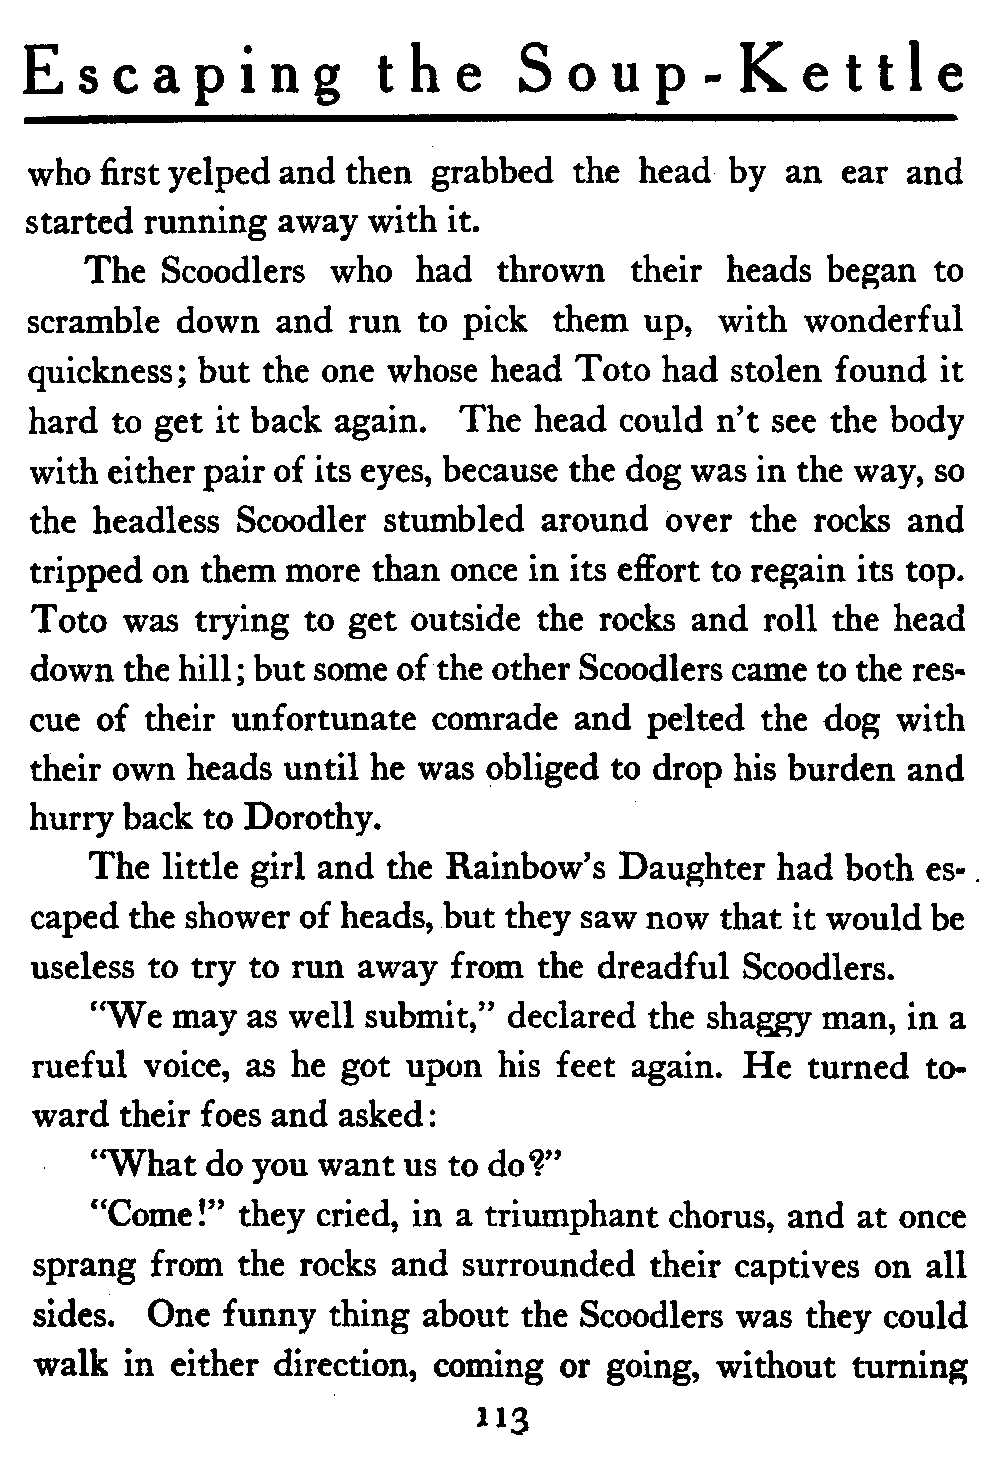 Escaping the Soup-Kettle
who first yelped and then grabbed the head by an ear and
started running away with it.
The Scoodlers who had thrown their heads began to
scramble down and run to pick them up, with wonderful
quickness; but the one whose head Toto had stolen found it
hard to get it back again. The head could n't see the body
with either pair of its eyes, because the dog was in the way, so
the headless Scoodler stumbled around over the rocks and
tripped on them more than once in its effort to regain its top.
Toto was trying to get outside the rocks and roll the head
down the hill; but some of the other Scoodlers came to the res-
cue of their unfortunate comrade and pelted the dog with
their own heads until he was obliged to drop his burden and
hurry back to Dorothy.
The little girl and the Rainbow's Daughter had both es-
caped the shower of heads, but they saw now that it would be
useless to try to run away from the dreadful Scoodlers.
"We may as well submit," declared the shaggy man, in a
rueful voice, as he got upon his feet again. He turned to-
ward their foes and asked:
"What do you want us to do?"
"Come!" they cried, in a triumphant chorus, and at once
sprang from the rocks and surrounded their captives on all
sides. One funny thing about the Scoodlers was they could
walk in either direction, coming or going, without turning
113